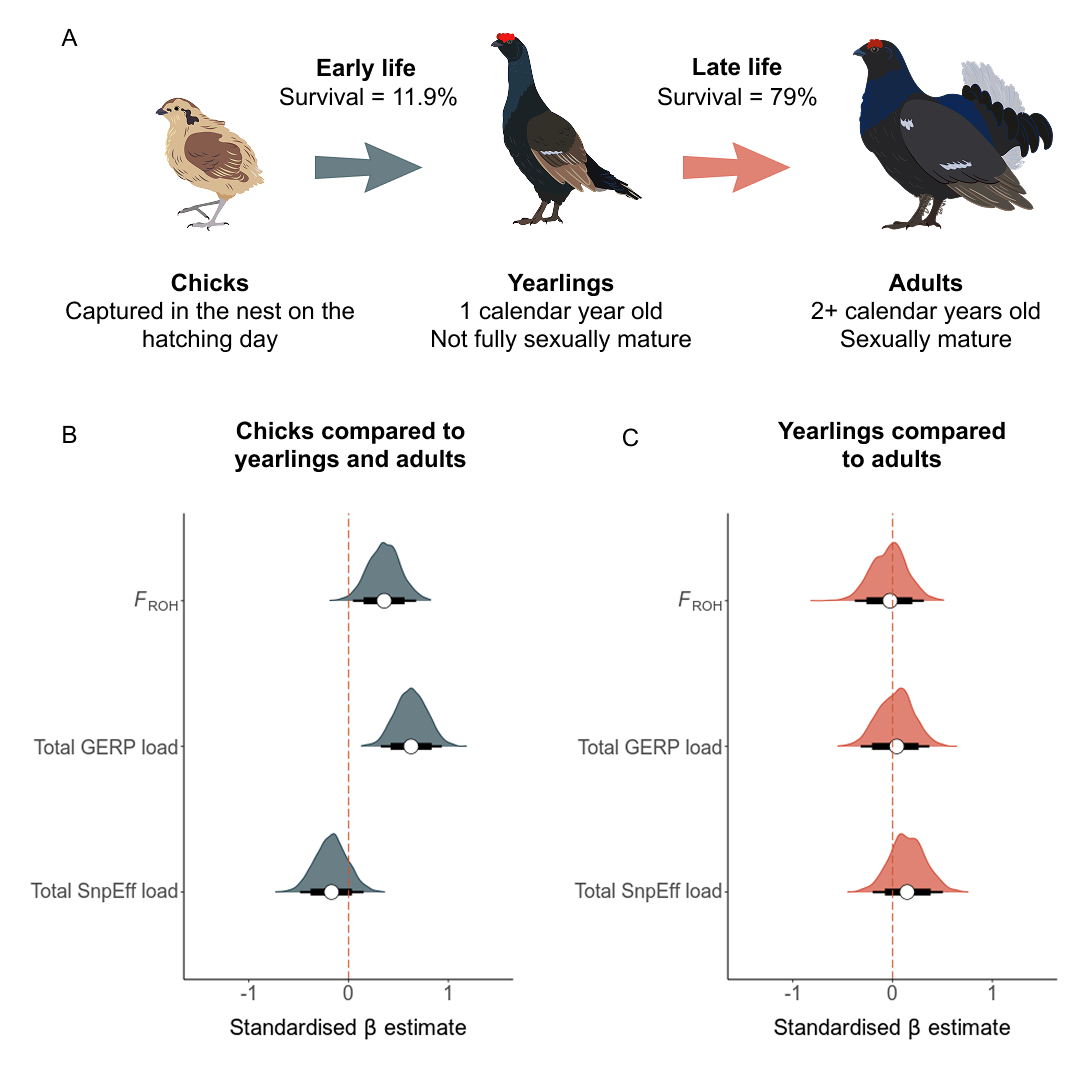 A
Early life
Survival = 11.9%
Late life
Survival = 79%
Chicks
Captured in the nest on the
hatching day
Yearlings
1 calendar year old
Not fully sexually mature
Adults
2+ calendar years old
Sexually mature
B
Chicks compared to
yearlings and adults
FROH
Total GERP load
Total SnpEff load
-1 0 1
Standardised β estimate
C
Yearlings compared
to adults
FROH
Total GERP load
Total SnpEff load
-1 0 1
Standardised β estimate